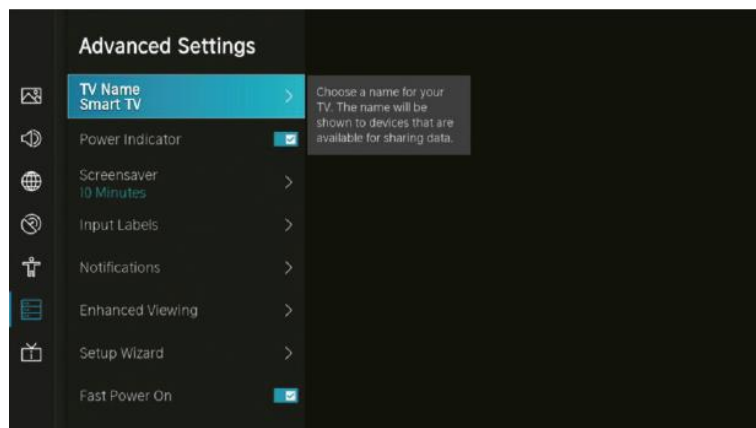 Advanced Settings
TV Name
Smart TV
Choose a name for your
TV. The name will be
shown to devices that are
available for sharing data.
Power Indicator
Screensaver
10 Minutes
Input Labels
Notifications
Enhanced Viewing
Setup Wizard
Fast Power On